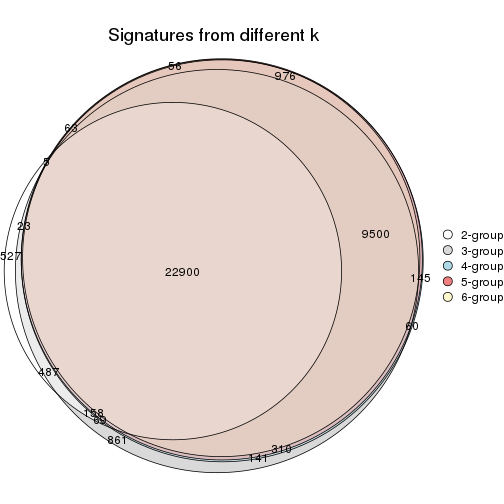 Signatures from different k
56
976
63
5
23
527
9500
22900
145
60
487
158
69
861
310
141
2-group
3-group
4-group
5-group
6-group